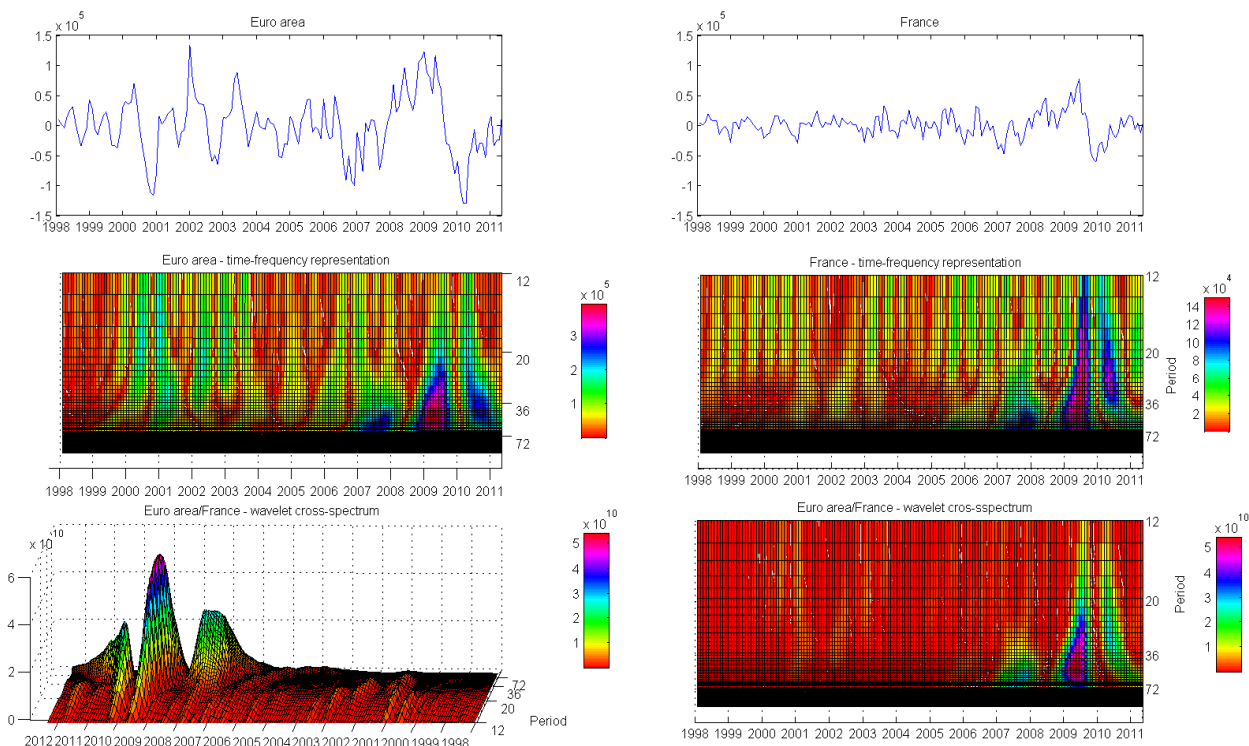 Euro area
x 10^5
1.5
1
0.5
0
-0.5
-1
-1.5
1998 1999 2000 2001 2002 2003 2004 2005 2006 2007 2008 2009 2010 2011
France
x 10^5
1.5
1
0.5
0
-0.5
-1
-1.5
1998 1999 2000 2001 2002 2003 2004 2005 2006 2007 2008 2009 2010 2011
Euro area - time-frequency representation
12
20
36
72
x 10^5
3
2
1
1998 1999 2000 2001 2002 2003 2004 2005 2006 2007 2008 2009 2010 2011
France - time-frequency representation
12
20
36
72
Period
x 10^4
14
12
10
8
6
4
2
1998 1999 2000 2001 2002 2003 2004 2005 2006 2007 2008 2009 2010 2011
Euro area/France - wavelet cross-spectrum
x 10^10
6
4
2
0
72
36
20
12
Period
2012 2011 2010 2009 2008 2007 2006 2005 2004 2003 2002 2001 2000 1999 1998
x 10^10
5
4
3
2
1
Euro area/France - wavelet cros-sspectrum
12
20
36
72
Period
x 10^10
5
4
3
2
1
1998 1999 2000 2001 2002 2003 2004 2005 2006 2007 2008 2009 2010 2011